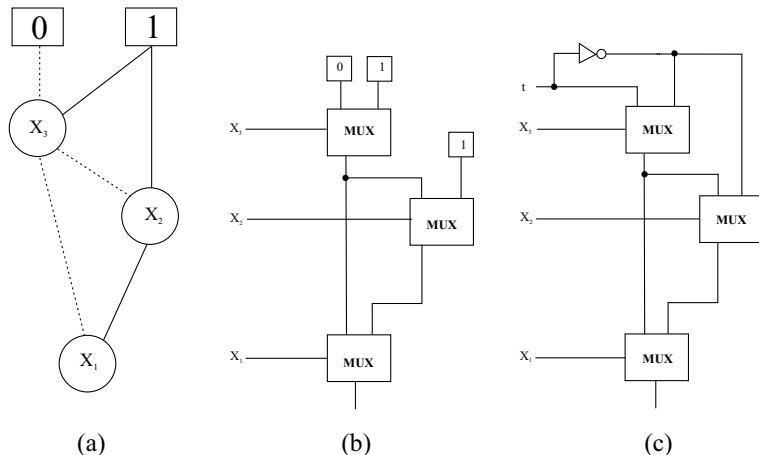 0 1
X3
X2
X1
(a)
0 1
X3 MUX
1
X2 MUX
X1 MUX
(b)
t
X3 MUX
X2 MUX
X1 MUX
(c)